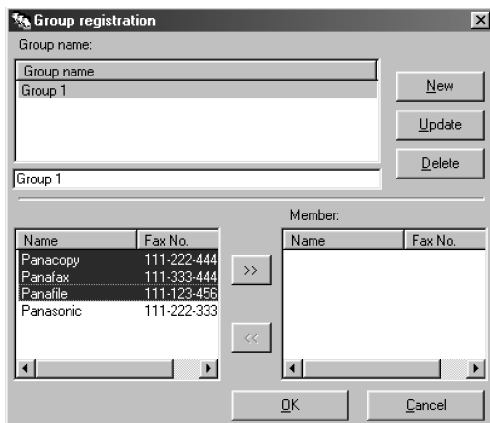 Group registration
Group name:
Group name
Group 1
New
Update
Delete
Group 1
Member:
Name Fax No.
Panacopy 111-222-444
Panafax 111-333-444
Panafile 111-123-456
Panasonic 111-222-333
>>
<<
Name Fax No.
OK Cancel